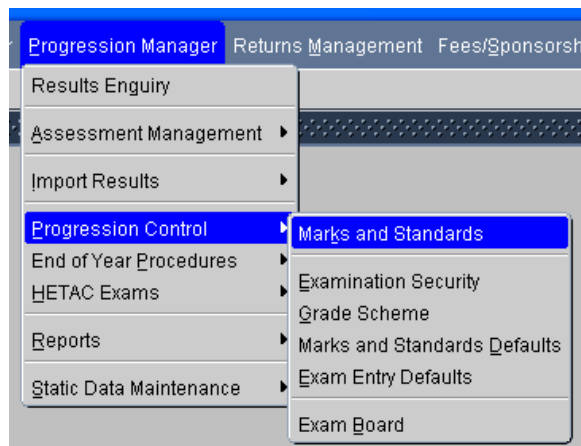 Progression Manager Returns Management Fees/Sponsorsh
Results Enquiry
Assessment Management
Import Results
Progression Control
End of Year Procedures
HETAC Exams
Reports
Static Data Maintenance
Marks and Standards
Examination Security
Grade Scheme
Marks and Standards Defaults
Exam Entry Defaults
Exam Board